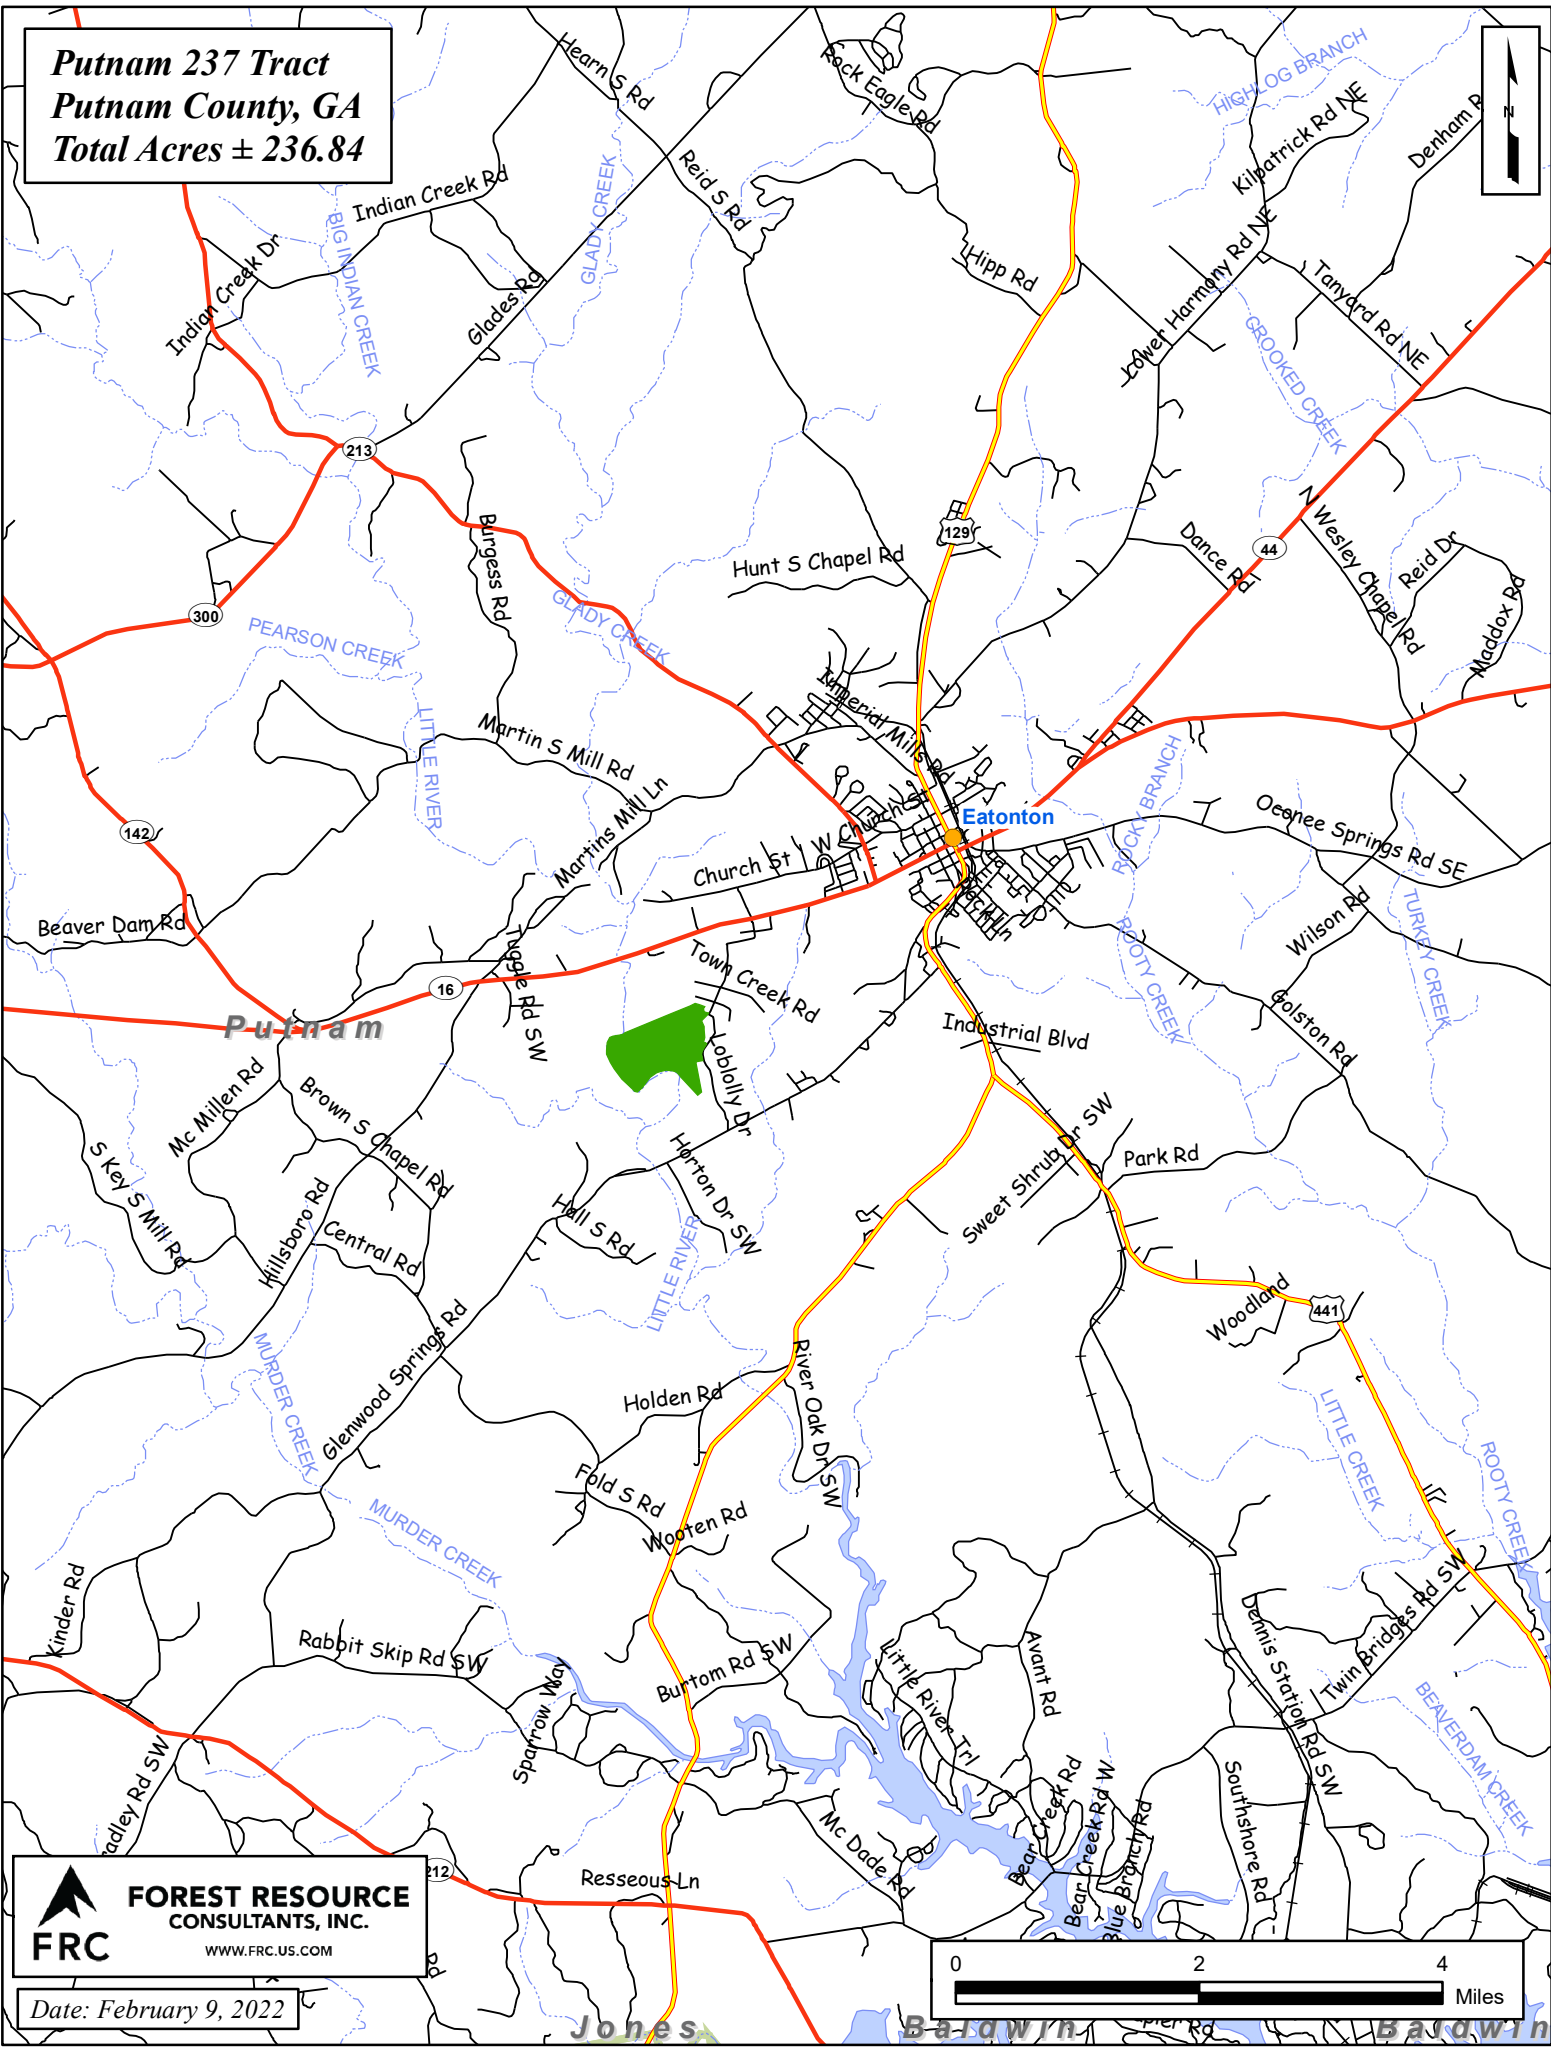 Putnam 237 Tract
Putnam County, GA
Total Acres ± 236.84
N
Hearn S Rd
Rock Eagle Rd
HIGHLOG BRANCH
Kilpatrick Rd NE
Denham R
Reid S Rd
Indian Creek Rd
BIG INDIAN CREEK
GLADY CREEK
Indian Creek Dr
Glades Rd
Hipp Rd
Lower Harmony Rd NE
Tanyard Rd NE
CROOKED CREEK
213
129
44
N Wesley Chapel Rd
Reid Dr
Maddox Rd
Dance Rd
Hunt S Chapel Rd
Burgess Rd
300
GLADY CREEK
PEARSON CREEK
LITTLE RIVER
Imperial Mills Rd
Martin S Mill Rd
Martins Mill Ln
ROCKY BRANCH
Oconee Springs Rd SE
Eatonton
142
W Church St
Church St
Rock Ln
Wilson Rd
TURKEY CREEK
Beaver Dam Rd
Tuggle Rd SW
ROOTY CREEK
16
Town Creek Rd
Golston Rd
Putnam
Industrial Blvd
Loblolly Dr
Mc Millen Rd
Brown S Chapel Rd
S Key S Mill Rd
Horton Dr SW
Sweet Shrub Dr SW
Park Rd
Hillsboro Rd
Central Rd
Hall S Rd
LITTLE RIVER
Woodland
441
MURDER CREEK
Glenwood Springs Rd
Holden Rd
River Oak Dr SW
LITTLE CREEK
ROOTY CREEK
Fold S Rd
Wooten Rd
MURDER CREEK
Kinder Rd
Rabbit Skip Rd SW
Sparrow Way
Burtom Rd SW
Little River Trl
Avant Rd
Dennis Station Rd SW
Twin Bridges Rd SW
BEAVERDAM CREEK
radley Rd SW
Mc Dade Rd
Bear Creek Rd
Bear Creek Rd W
Blue Branch Rd
Southshore Rd
212
Resseous Ln
FRC
FOREST RESOURCE
CONSULTANTS, INC.
WWW.FRC.US.COM
Rd
0 2 4
Miles
Date: February 9, 2022
Jones
Baldwin
Baldwin